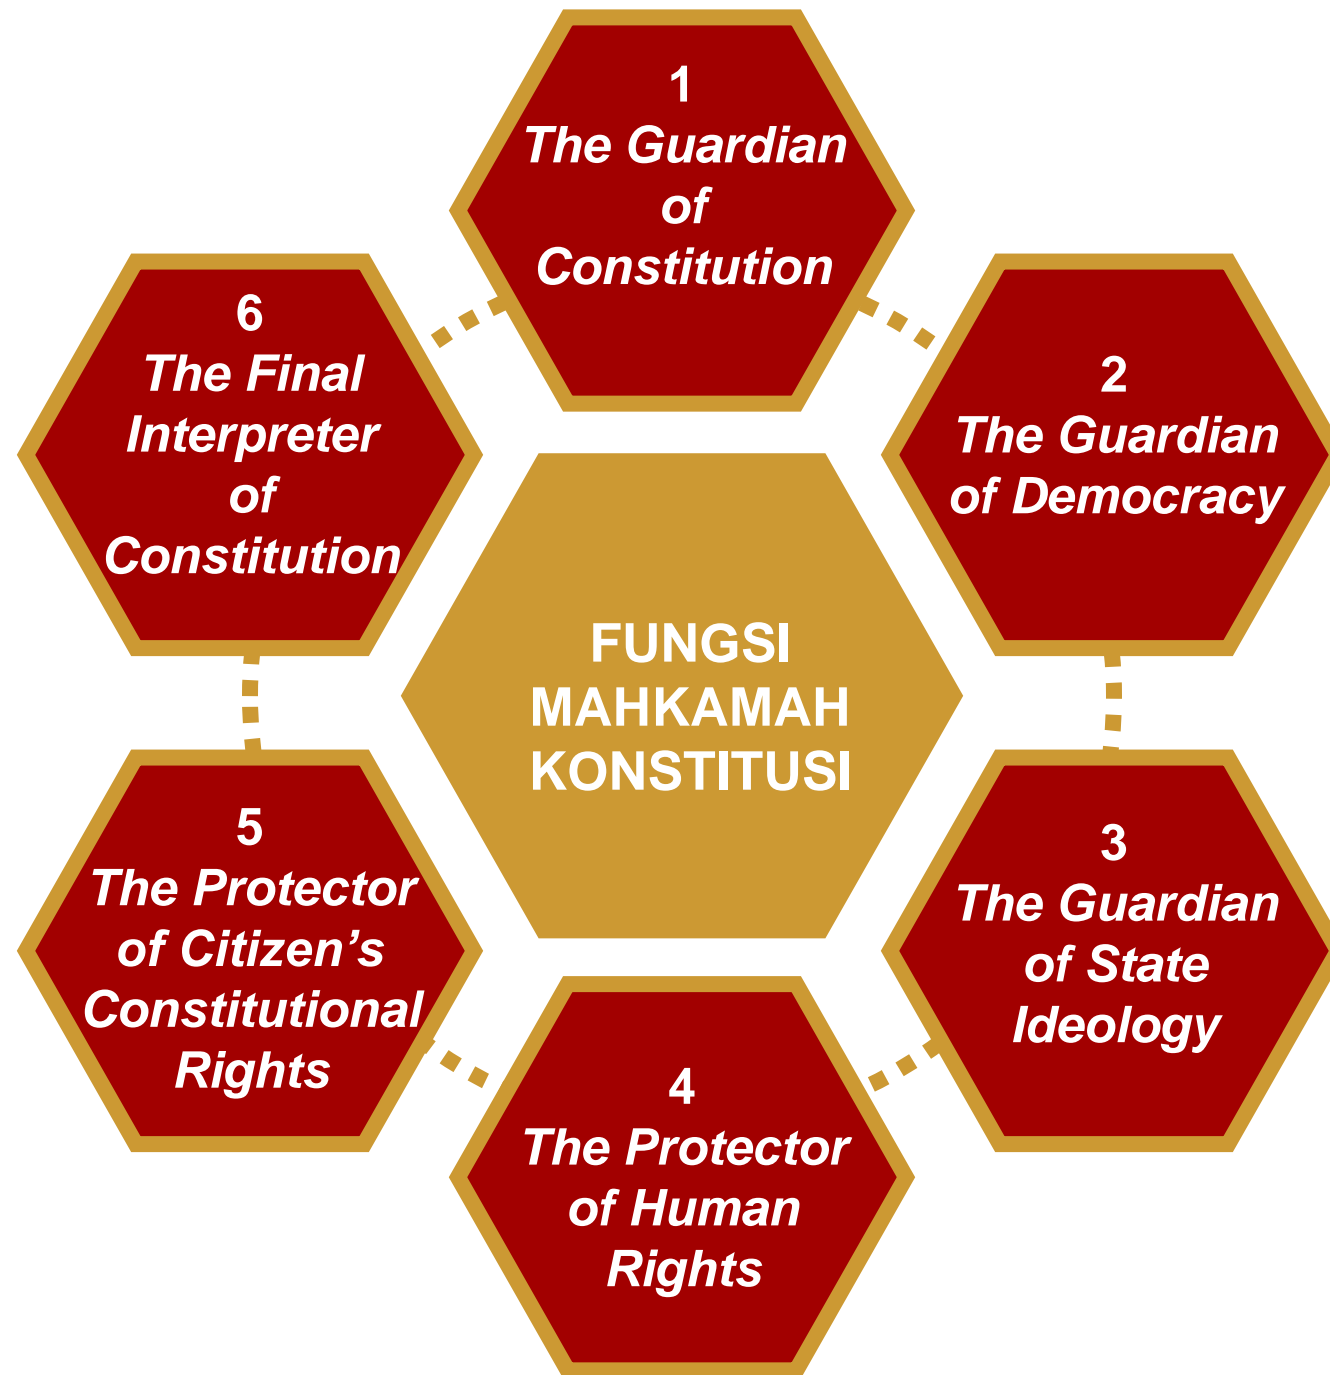 1
The Guardian
of
Constitution
2
The Guardian
of Democracy
3
The Guardian
of State
Ideology
4
The Protector
of Human
Rights
5
The Protector
of Citizen’s
Constitutional
Rights
6
The Final
Interpreter
of
Constitution
FUNGSI
MAHKAMAH
KONSTITUSI